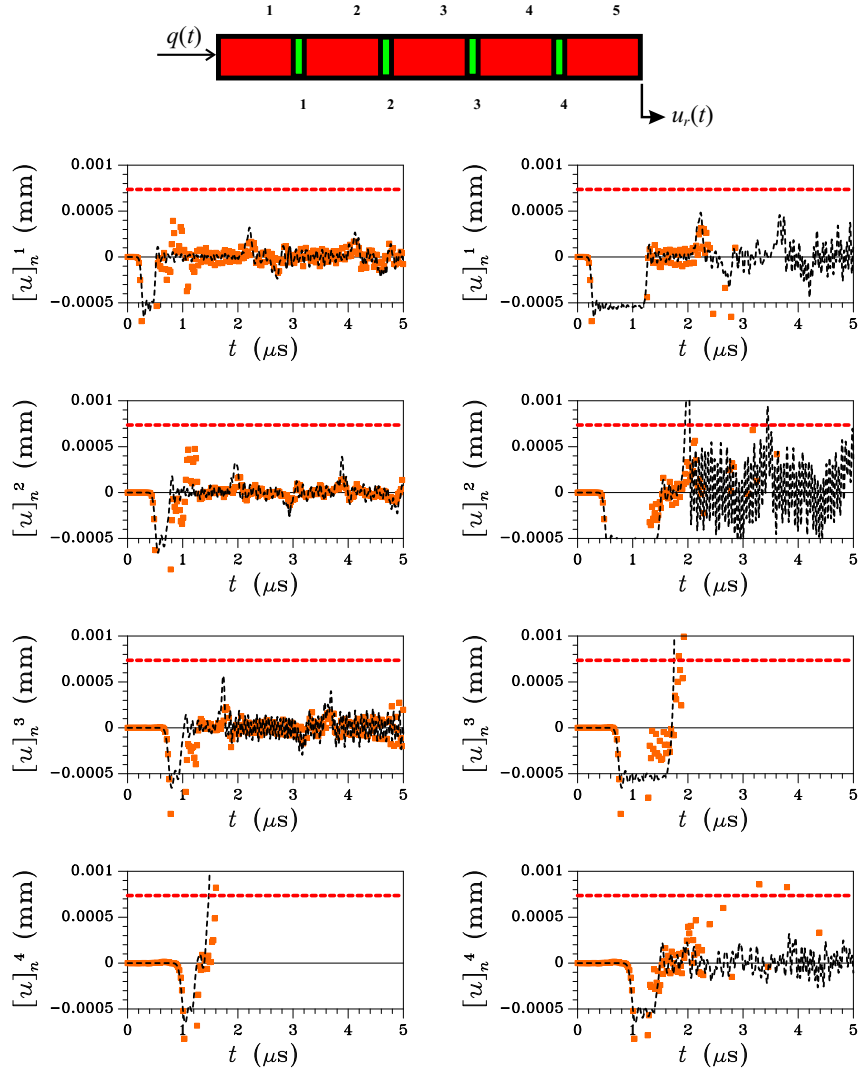 1 2 3 4 5
q(t)
1 2 3 4
u_r(t)
0.001 0.001
0.0005 0.0005
0 0
−0.0005 −0.0005
[u]_n^1 (mm) [u]_n^1 (mm)
0 1 2 3 4 5 0 1 2 3 4 5
t (μs) t (μs)
0.001 0.001
0.0005 0.0005
0 0
−0.0005 −0.0005
[u]_n^2 (mm) [u]_n^2 (mm)
0 1 2 3 4 5 0 1 2 3 4 5
t (μs) t (μs)
0.001 0.001
0.0005 0.0005
0 0
−0.0005 −0.0005
[u]_n^3 (mm) [u]_n^3 (mm)
0 1 2 3 4 5 0 1 2 3 4 5
t (μs) t (μs)
0.001 0.001
0.0005 0.0005
0 0
−0.0005 −0.0005
[u]_n^4 (mm) [u]_n^4 (mm)
0 1 2 3 4 5 0 1 2 3 4 5
t (μs) t (μs)